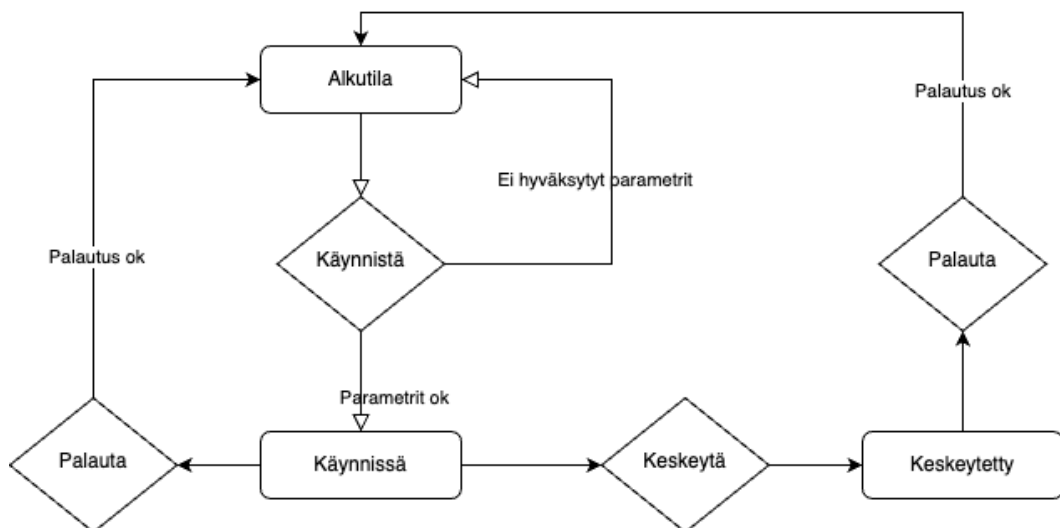 Alkutila
Palautus ok
Ei hyväksytyt parametrit
Käynnistä
Palauta
Palautus ok
Parametrit ok
Palauta
Käynnissä
Keskeytä
Keskeytetty